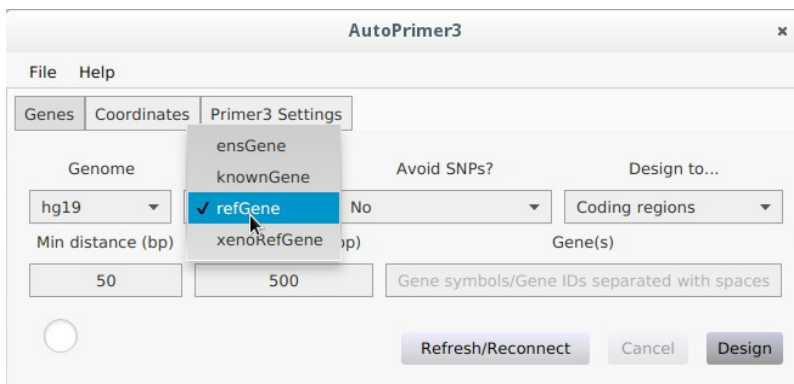 AutoPrimer3
File Help
Genes Coordinates Primer3 Settings
ensGene
knownGene
✓ refGene
xenoRefGene
Genome Avoid SNPs? Design to...
hg19 No Coding regions
Min distance (bp) p) Gene(s)
50 500 Gene symbols/Gene IDs separated with spaces
Refresh/Reconnect Cancel Design